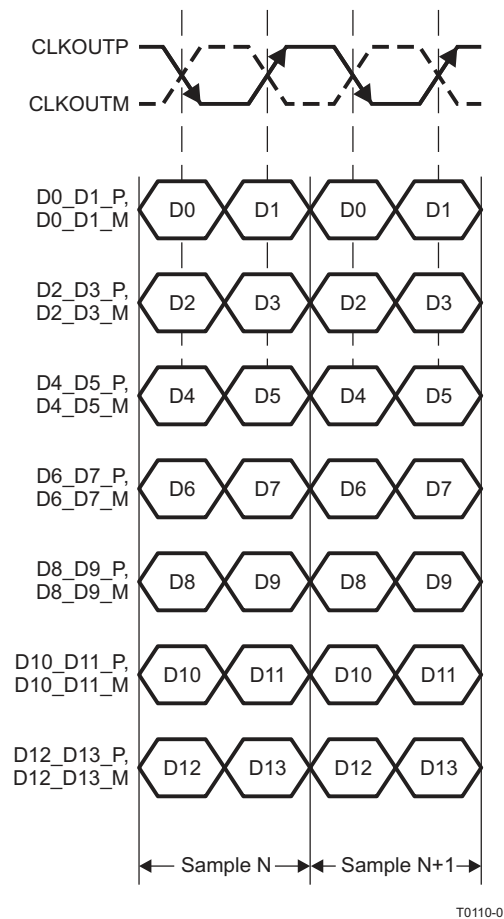 CLKOUTP
CLKOUTM
D0_D1_P,
D0_D1_M
D0 D1 D0 D1
D2_D3_P,
D2_D3_M
D2 D3 D2 D3
D4_D5_P,
D4_D5_M
D4 D5 D4 D5
D6_D7_P,
D6_D7_M
D6 D7 D6 D7
D8_D9_P,
D8_D9_M
D8 D9 D8 D9
D10_D11_P,
D10_D11_M
D10 D11 D10 D11
D12_D13_P,
D12_D13_M
D12 D13 D12 D13
Sample N Sample N+1
T0110-0